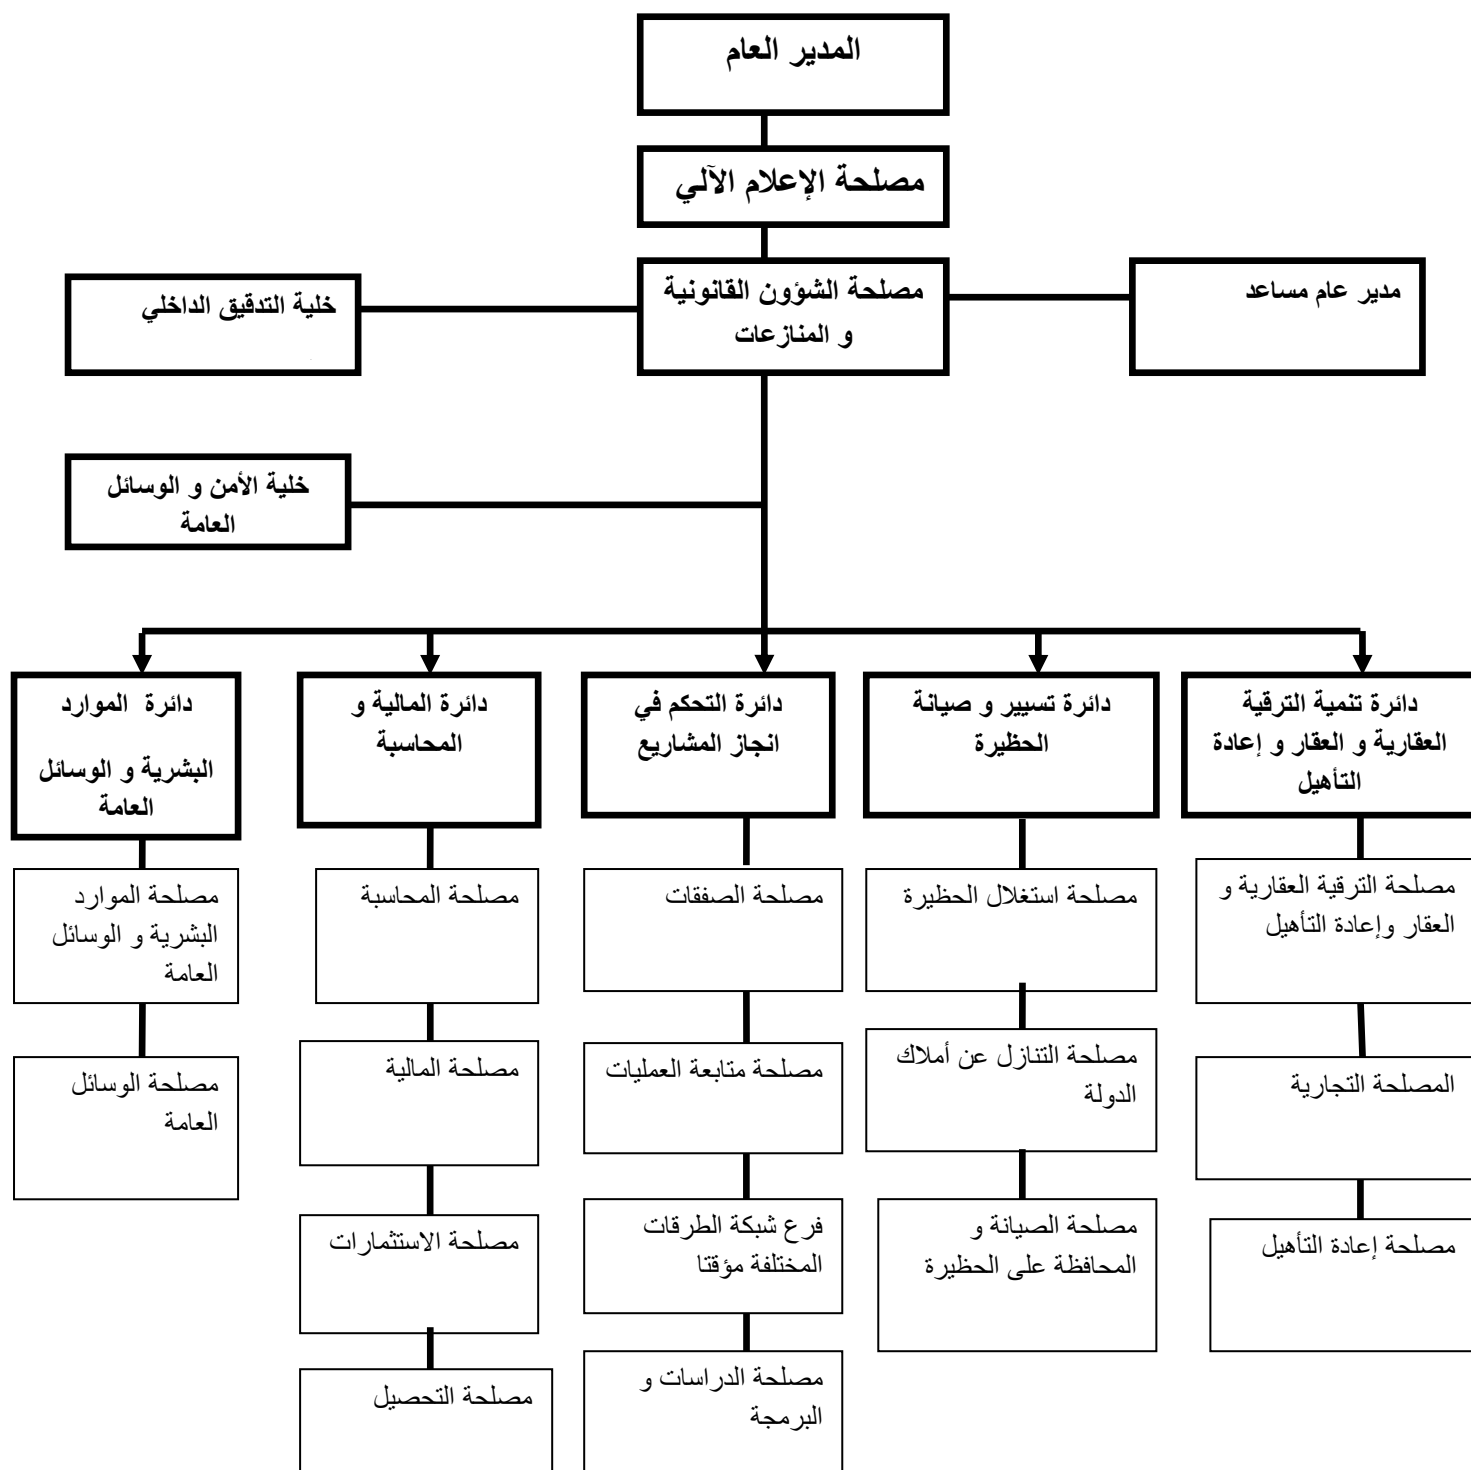 المدير العام
مصلحة الإعلام الآلي
مصلحة الشؤون القانونية
و المنازعات
مدير عام مساعد
خلية التدقيق الداخلي
خلية الأمن و الوسائل
العامة
دائرة تنمية الترقية
العقارية و العقار و إعادة
التأهيل
دائرة تسيير و صيانة
الحظيرة
دائرة التحكم في
انجاز المشاريع
دائرة المالية و
المحاسبة
دائرة الموارد
البشرية و الوسائل
العامة
مصلحة الترقية العقارية و
العقار وإعادة التأهيل
المصلحة التجارية
مصلحة إعادة التأهيل
مصلحة استغلال الحظيرة
مصلحة التنازل عن أملاك
الدولة
مصلحة الصيانة و
المحافظة على الحظيرة
مصلحة الصفقات
مصلحة متابعة العمليات
فرع شبكة الطرقات
المختلفة مؤقتا
مصلحة الدراسات و
البرمجة
مصلحة المحاسبة
مصلحة المالية
مصلحة الاستثمارات
مصلحة التحصيل
مصلحة الموارد
البشرية و الوسائل
العامة
مصلحة الوسائل
العامة